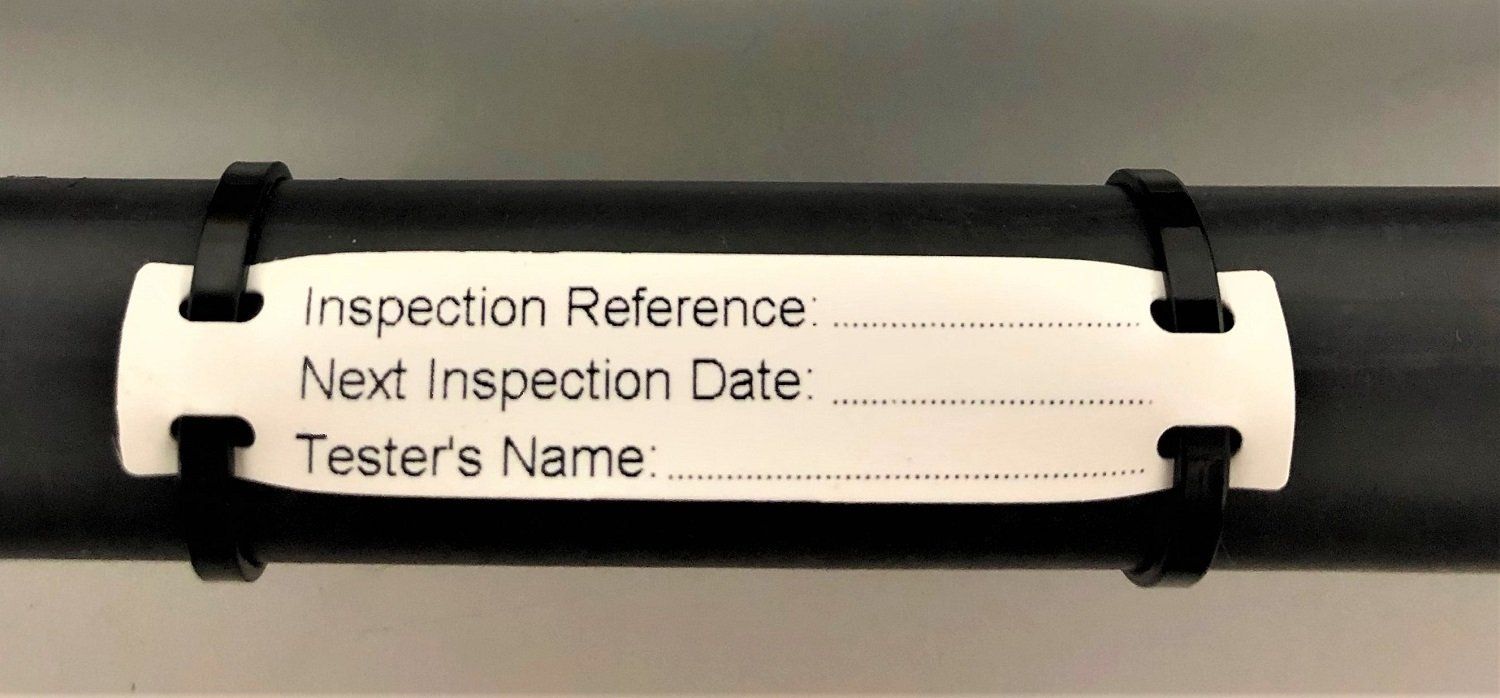 Inspection Reference: ..........................................
Next Inspection Date: ..........................................
Tester's Name: .................................................................